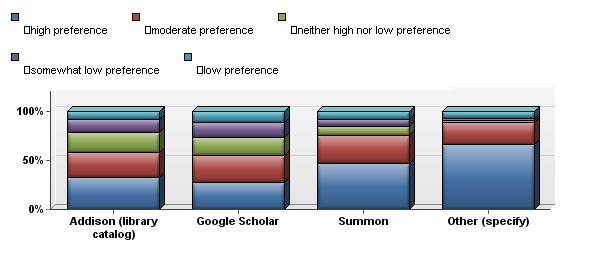 high preference
moderate preference
neither high nor low preference
somewhat low preference
low preference
100%
50%
0%
Addison (library
catalog)
Google Scholar
Summon
Other (specify)